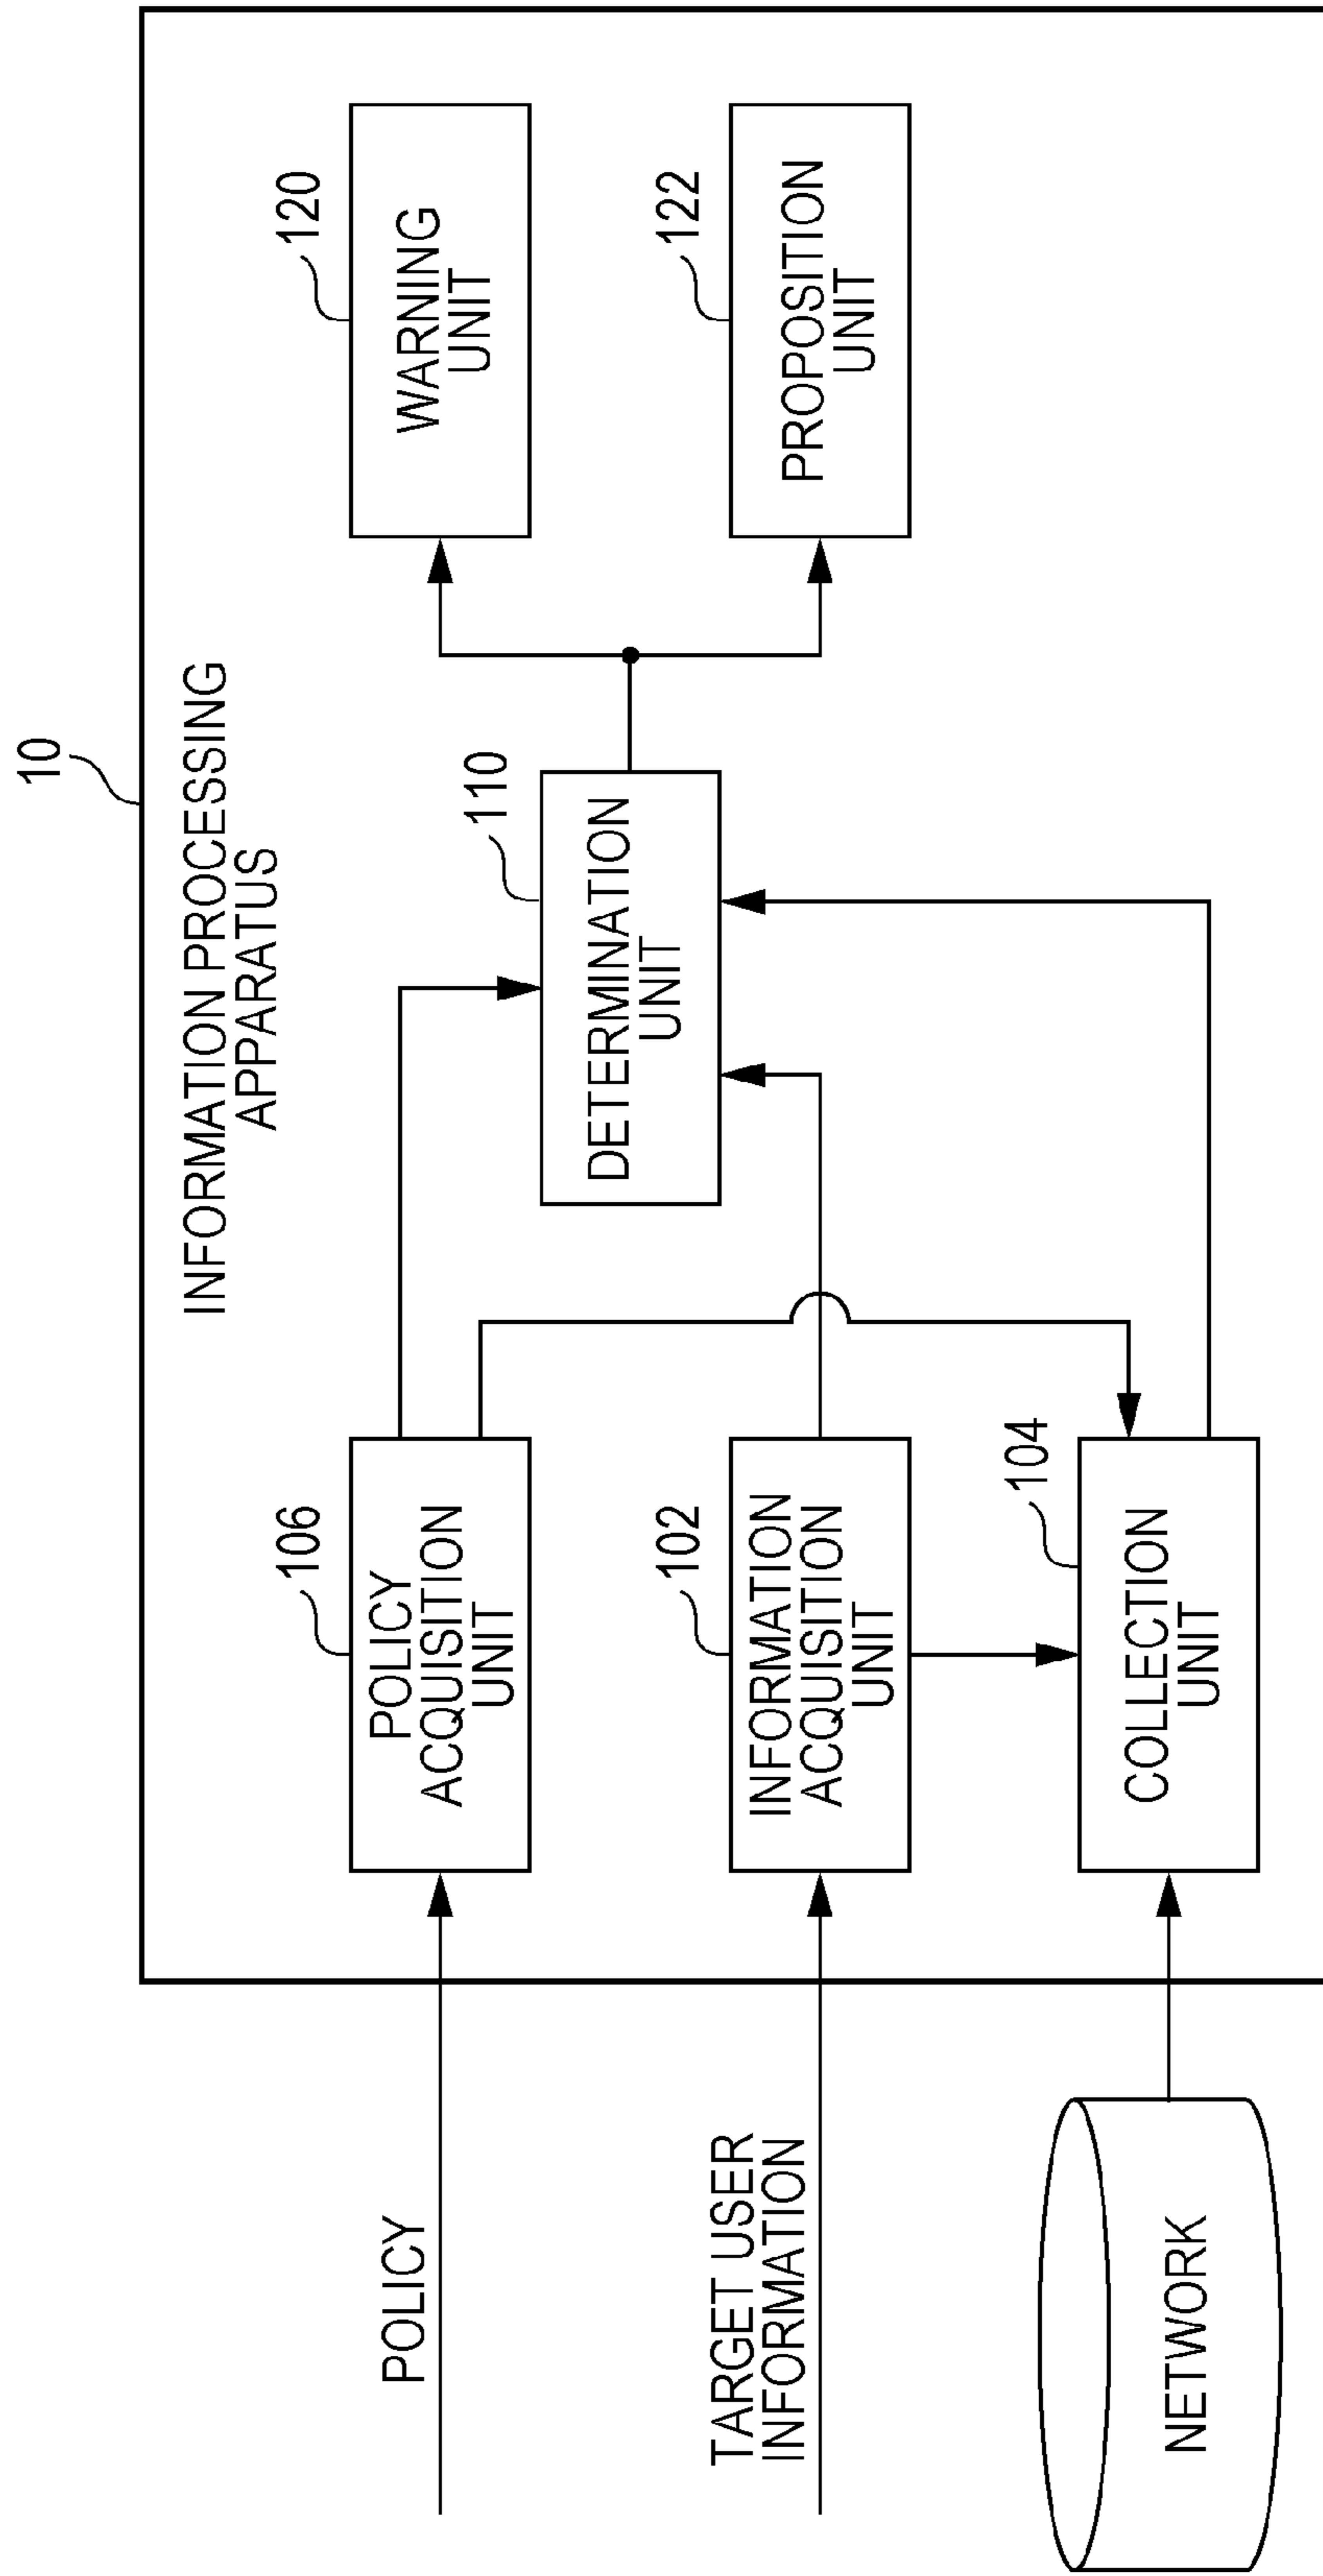 10
INFORMATION PROCESSING
APPARATUS
106
POLICY
ACQUISITION
UNIT
POLICY
110
DETERMINATION
UNIT
120
WARNING
UNIT
102
INFORMATION
ACQUISITION
UNIT
TARGET USER
INFORMATION
122
PROPOSITION
UNIT
104
COLLECTION
UNIT
NETWORK